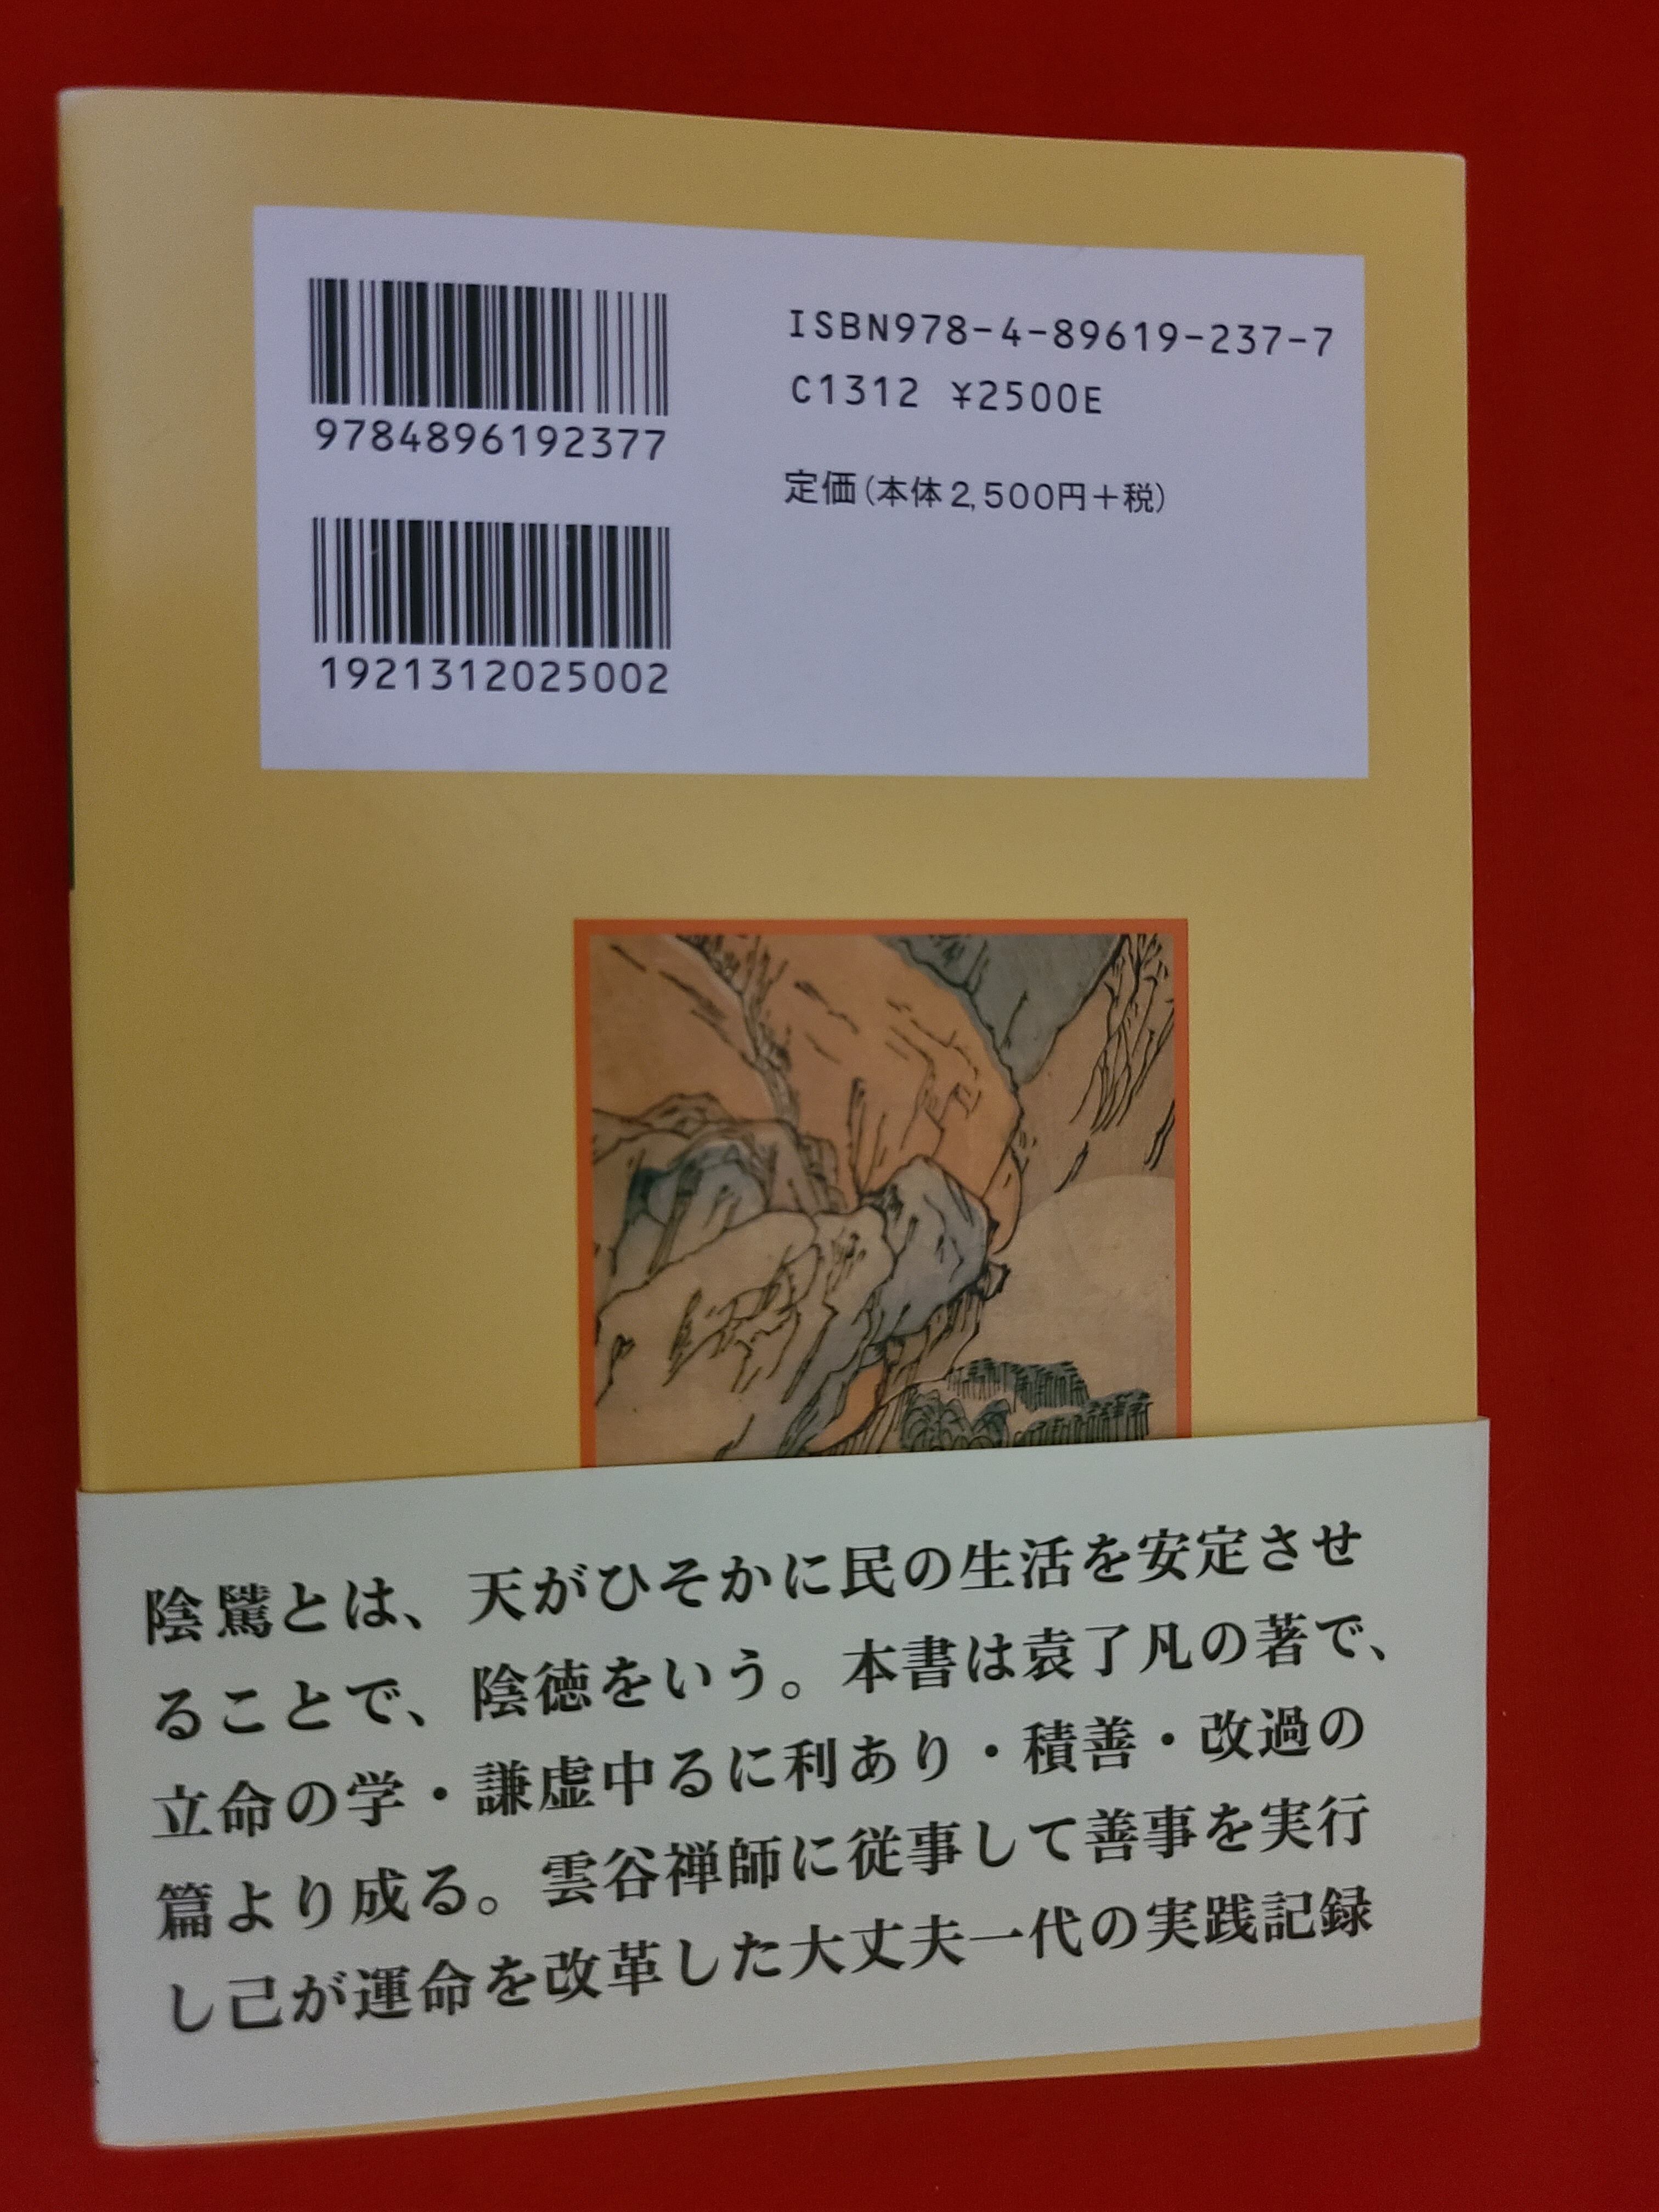 ISBN978-4-89619-237-7
C1312 ¥2500E
9784896192377
定価(本体2,500円+税)
1921312025002
陰騭とは、天がひそかに民の生活を安定させ
ることで、陰徳をいう。本書は袁了凡の著で、
立命の学・謙虚中るに利あり・積善・改過の
篇より成る。雲谷禅師に従事して善事を実行
し己が運命を改革した大丈夫一代の実践記録